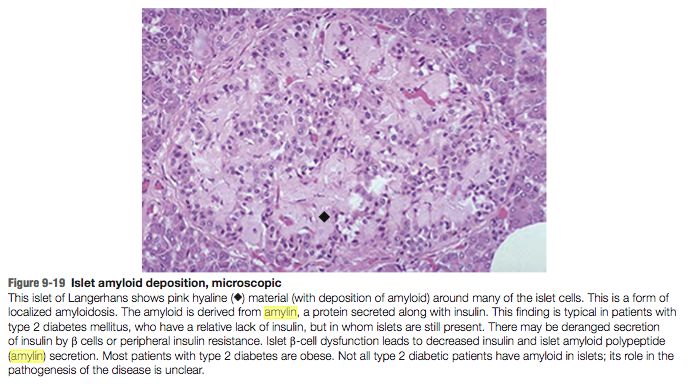 Figure 9-19 Islet amyloid deposition, microscopic
This islet of Langerhans shows pink hyaline (◆) material (with deposition of amyloid) around many of the islet cells. This is a form of
localized amyloidosis. The amyloid is derived from amylin, a protein secreted along with insulin. This finding is typical in patients with
type 2 diabetes mellitus, who have a relative lack of insulin, but in whom islets are still present. There may be deranged secretion
of insulin by β cells or peripheral insulin resistance. Islet β-cell dysfunction leads to decreased insulin and islet amyloid polypeptide
(amylin) secretion. Most patients with type 2 diabetes are obese. Not all type 2 diabetic patients have amyloid in islets; its role in the
pathogenesis of the disease is unclear.